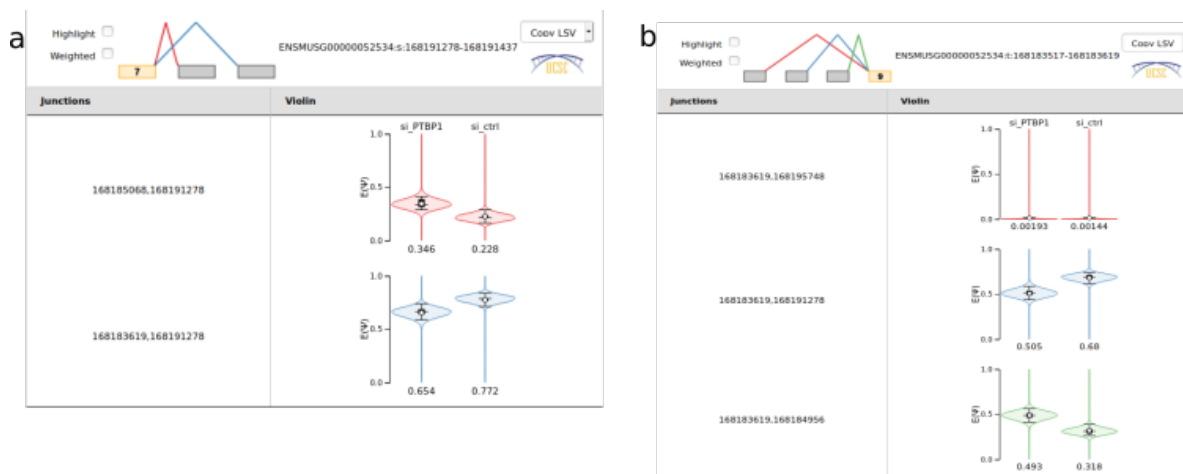 a
Highlight
Weighted
7
ENSMUSG00000052534:s:168191278-168191437
Copy LSV
UCSC
Junctions Violin
si_PTBP1 si_ctrl
168185068,168191278
E(Ψ)
1.0
0.5
0.0
0.346 0.228
168183619,168191278
E(Ψ)
1.0
0.5
0.0
0.654 0.772
b
Highlight
Weighted
9
ENSMUSG00000052534:t:168183517-168183619
Copy LSV
UCSC
Junctions Violin
si_PTBP1 si_ctrl
168183619,168195748
E(Ψ)
1.0
0.5
0.0
0.00193 0.00144
168183619,168191278
E(Ψ)
1.0
0.5
0.0
0.505 0.68
168183619,168184956
E(Ψ)
1.0
0.5
0.0
0.493 0.318